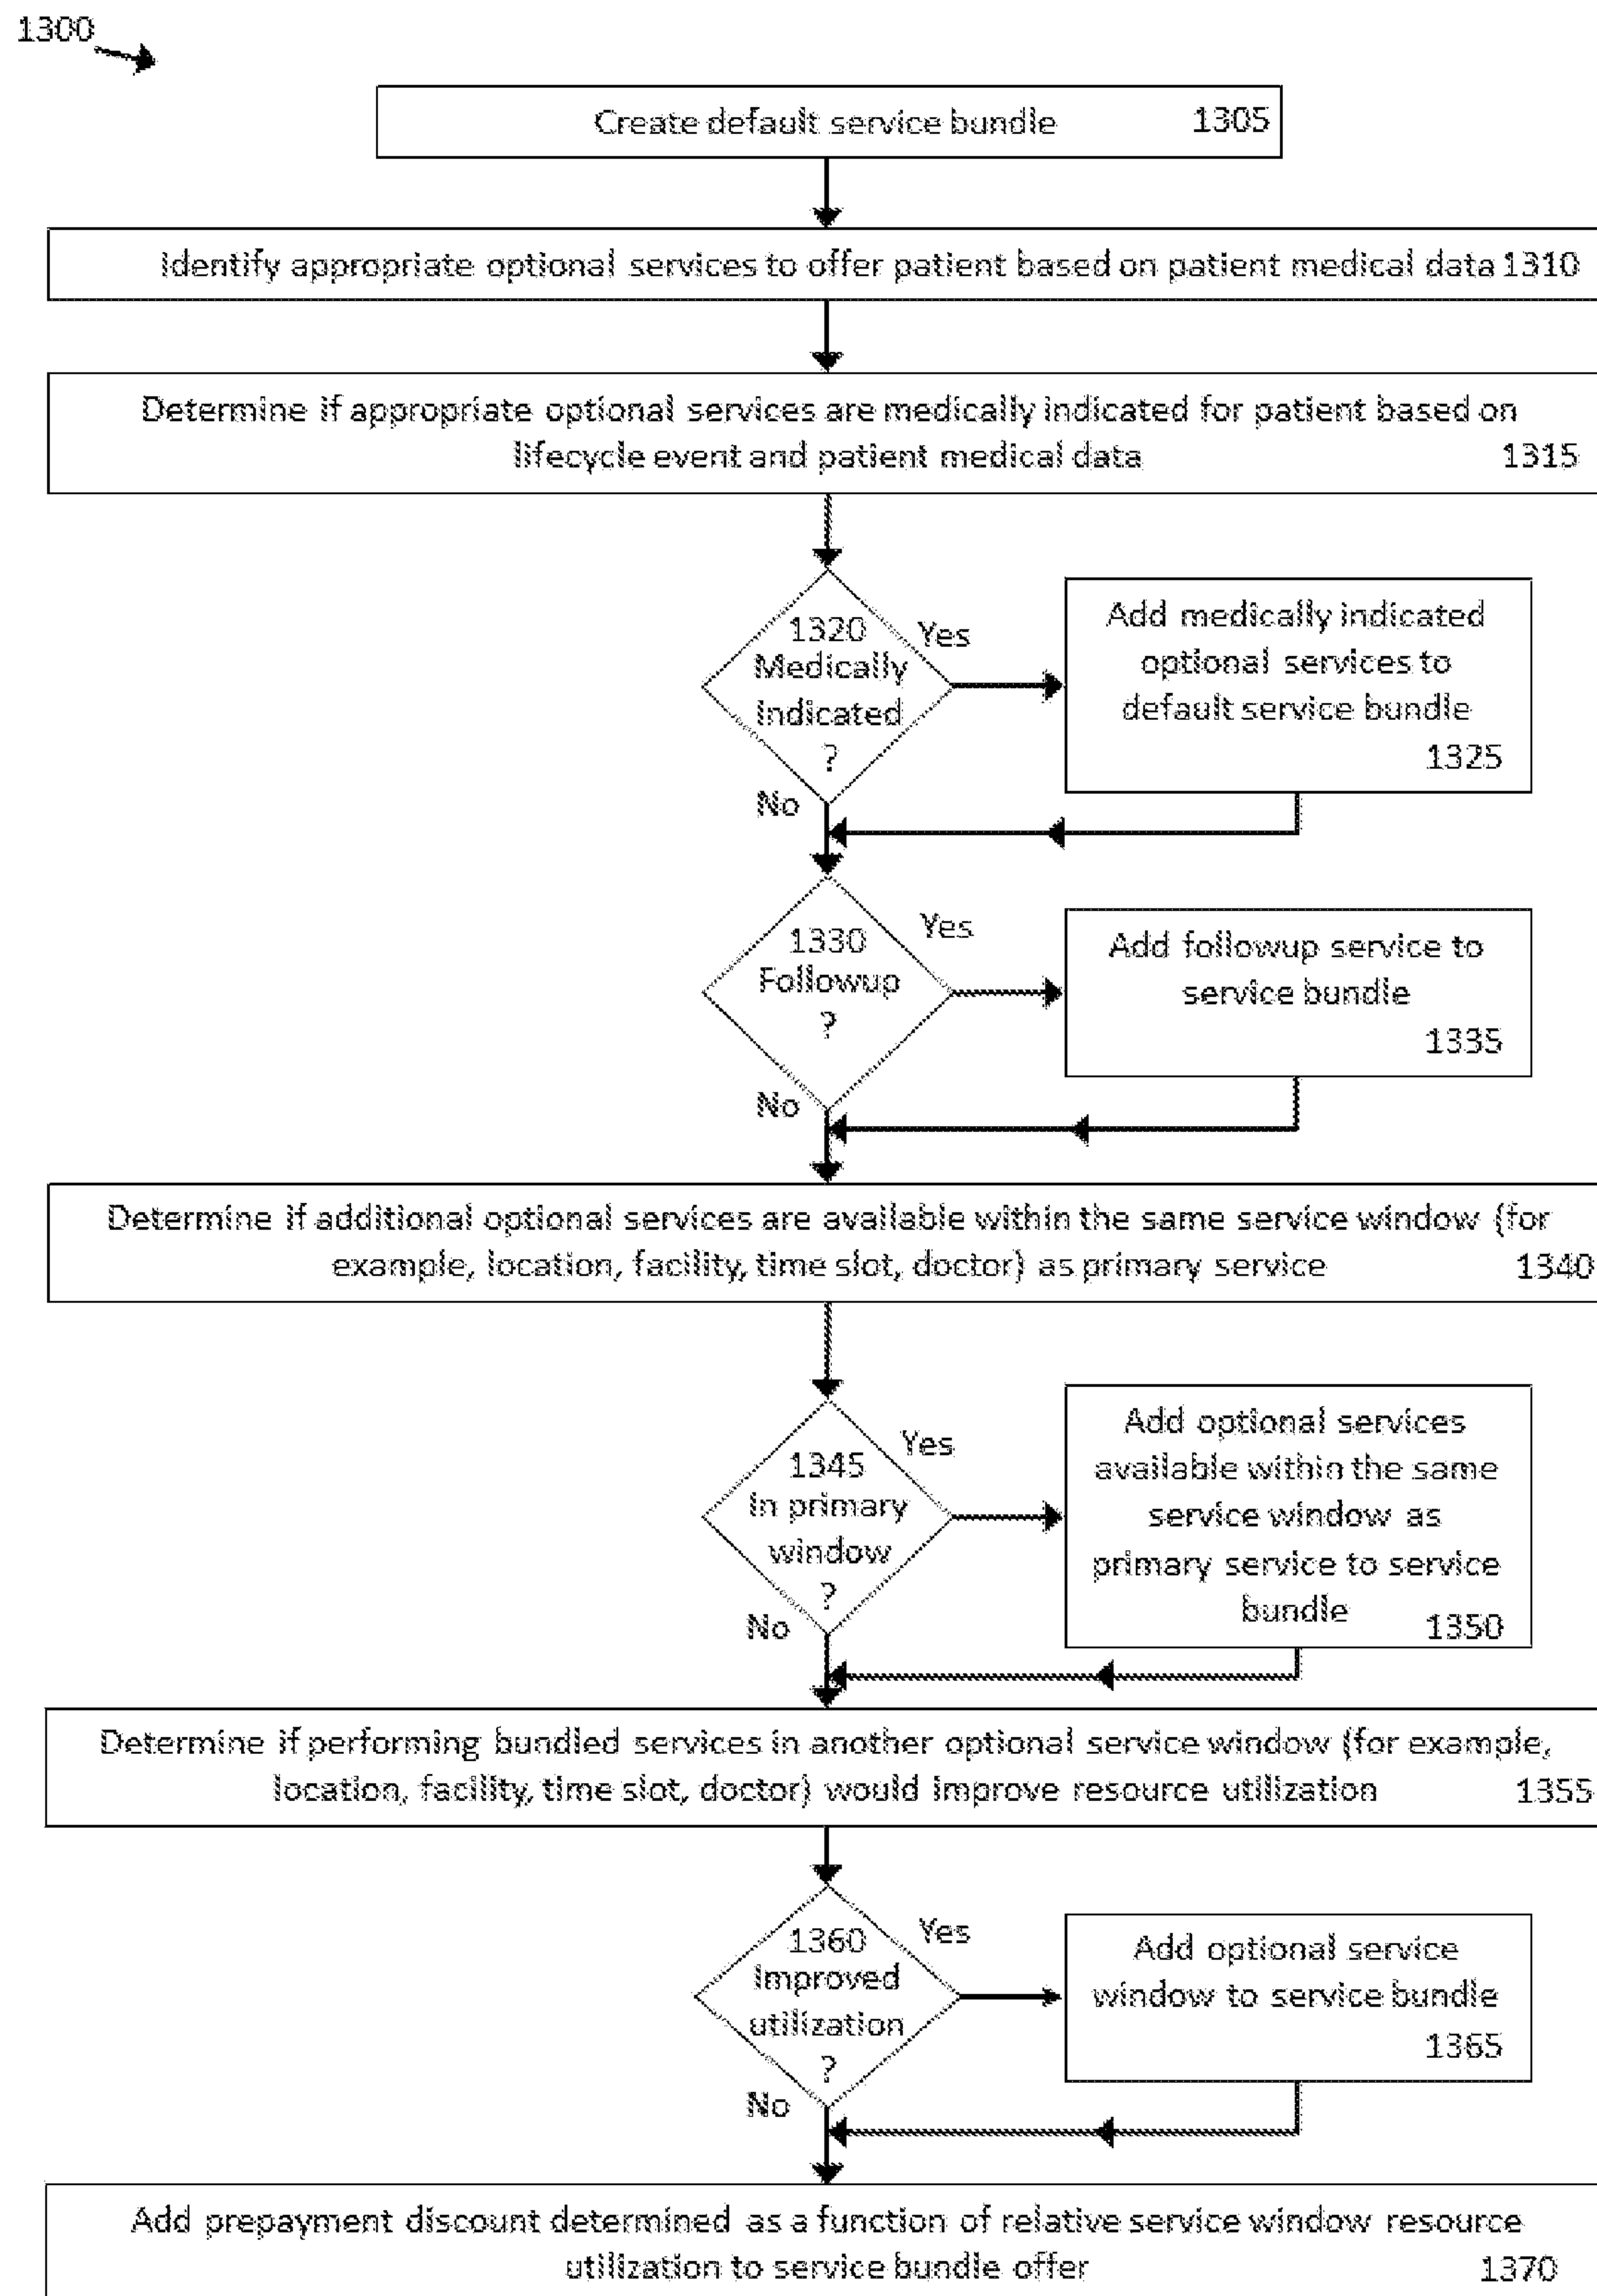 1300
Create default service bundle 1305
Identify appropriate optional services to offer patient based on patient medical data 1310
Determine if appropriate optional services are medically indicated for patient based on
lifecycle event and patient medical data 1315
1320
Medically
Indicated
?
Yes
No
Add medically indicated
optional services to
default service bundle
1325
1330
Followup
?
Yes
No
Add followup service to
service bundle
1335
Determine if additional optional services are available within the same service window (for
example, location, facility, time slot, doctor) as primary service 1340
1345
In primary
window
?
Yes
No
Add optional services
available within the same
service window as
primary service to service
bundle
1350
Determine if performing bundled services in another optional service window (for example,
location, facility, time slot, doctor) would improve resource utilization 1355
1360
Improved
utilization
?
Yes
No
Add optional service
window to service bundle
1365
Add prepayment discount determined as a function of relative service window resource
utilization to service bundle offer 1370